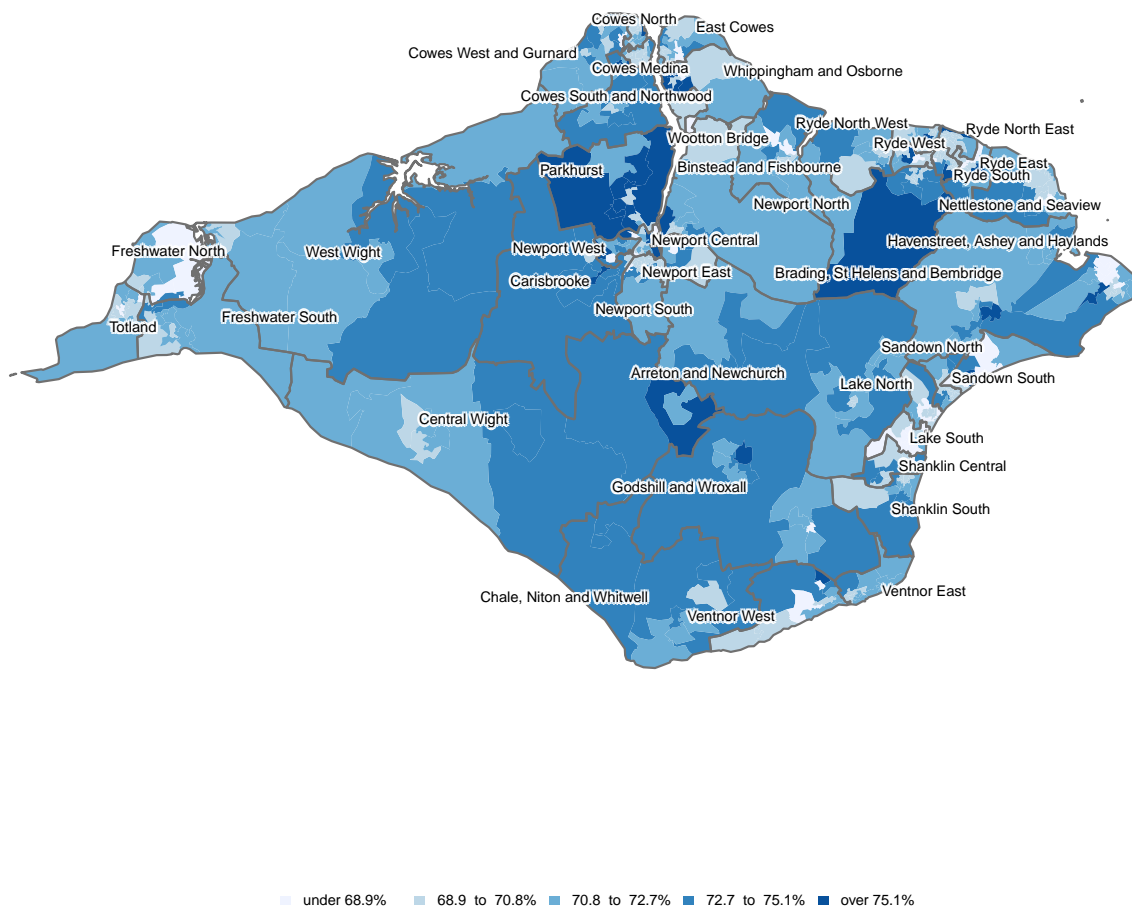 Cowes North
East Cowes
Cowes West and Gurnard
Cowes Medina
Whippingham and Osborne
Cowes South and Northwood
Ryde North West
Ryde North East
Wootton Bridge
Ryde West
Parkhurst
Binstead and Fishbourne
Ryde East
Ryde South
Newport North
Nettlestone and Seaview
Freshwater North
West Wight
Newport West
Newport Central
Havenstreet, Ashey and Haylands
Carisbrooke
Newport East
Brading, St Helens and Bembridge
Totland
Freshwater South
Newport South
Sandown North
Arreton and Newchurch
Lake North
Sandown South
Central Wight
Lake South
Shanklin Central
Godshill and Wroxall
Shanklin South
Chale, Niton and Whitwell
Ventnor East
Ventnor West
under 68.9% 68.9 to 70.8% 70.8 to 72.7% 72.7 to 75.1% over 75.1%